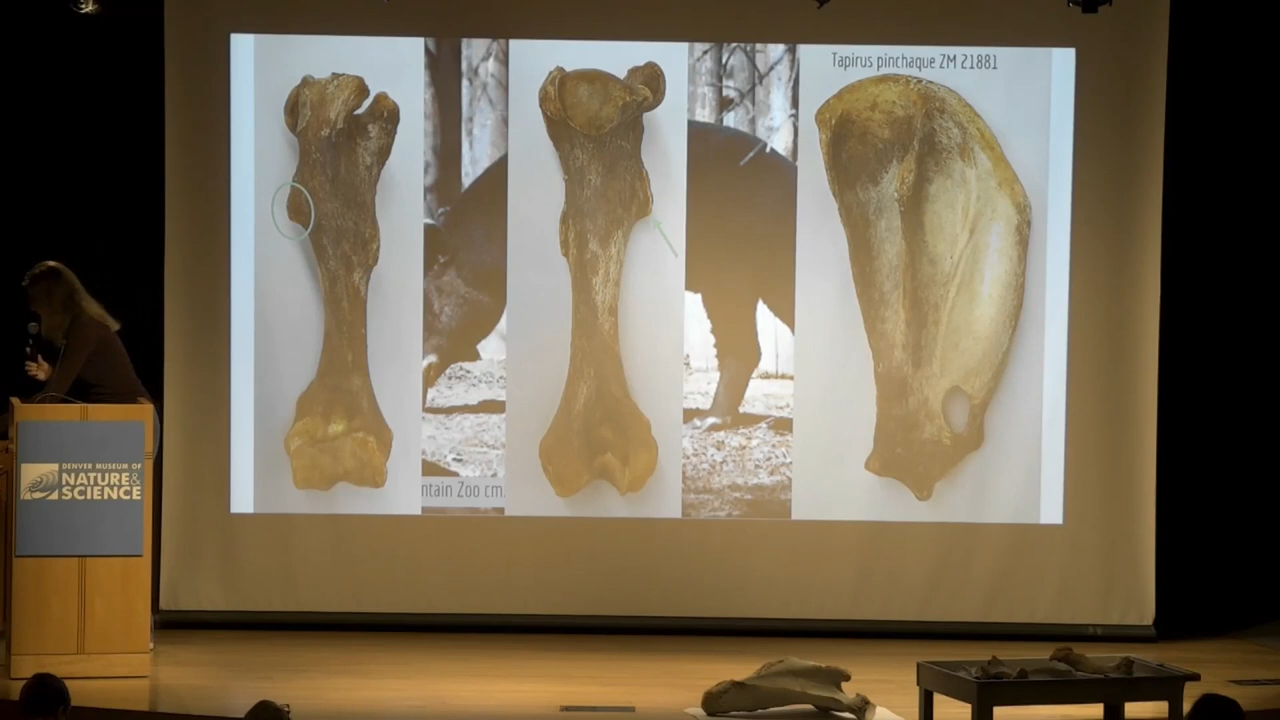 Tapirus pinchaque ZM 21881
ntain Zoo cm.
DENVER MUSEUM OF
NATURE &
SCIENCE